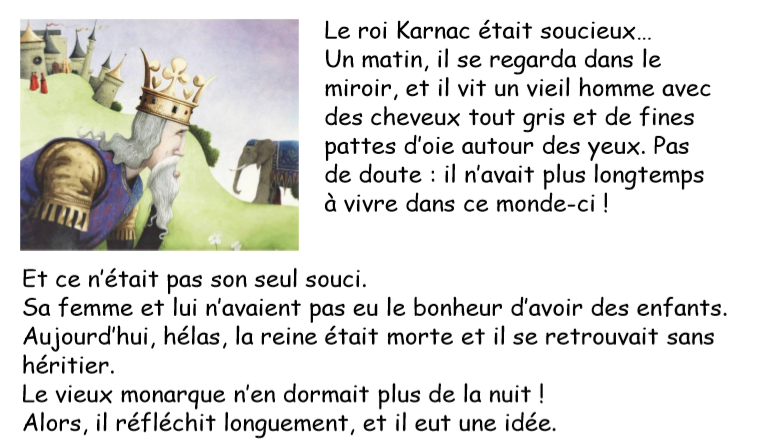 Le roi Karnac était soucieux…
Un matin, il se regarda dans le
miroir, et il vit un vieil homme avec
des cheveux tout gris et de fines
pattes d'oie autour des yeux. Pas
de doute : il n'avait plus longtemps
à vivre dans ce monde-ci !
Et ce n'était pas son seul souci.
Sa femme et lui n'avaient pas eu le bonheur d'avoir des enfants.
Aujourd'hui, hélas, la reine était morte et il se retrouvait sans
héritier.
Le vieux monarque n'en dormait plus de la nuit !
Alors, il réfléchit longuement, et il eut une idée.